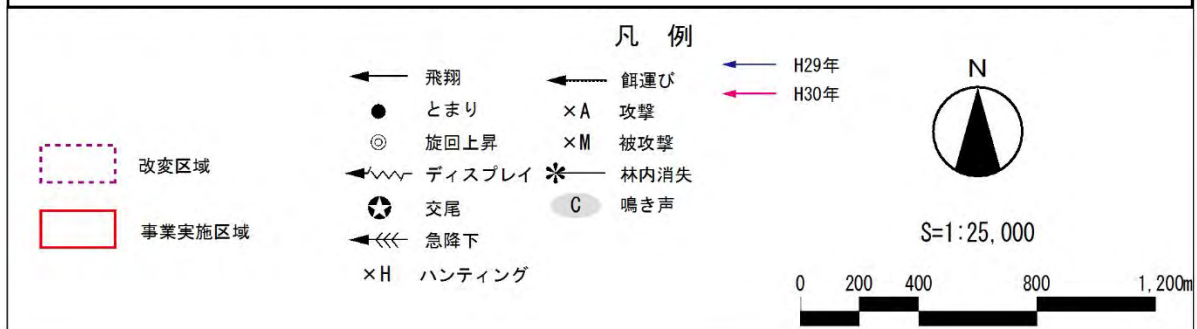 凡 例
改変区域
事業実施区域
飛翔
とまり
旋回上昇
ディスプレイ
交尾
急降下
×H ハンティング
餌運び
×A 攻撃
×M 被攻撃
林内消失
C 鳴き声
H29年
H30年
N
S=1:25,000
0 200 400 800 1,200m